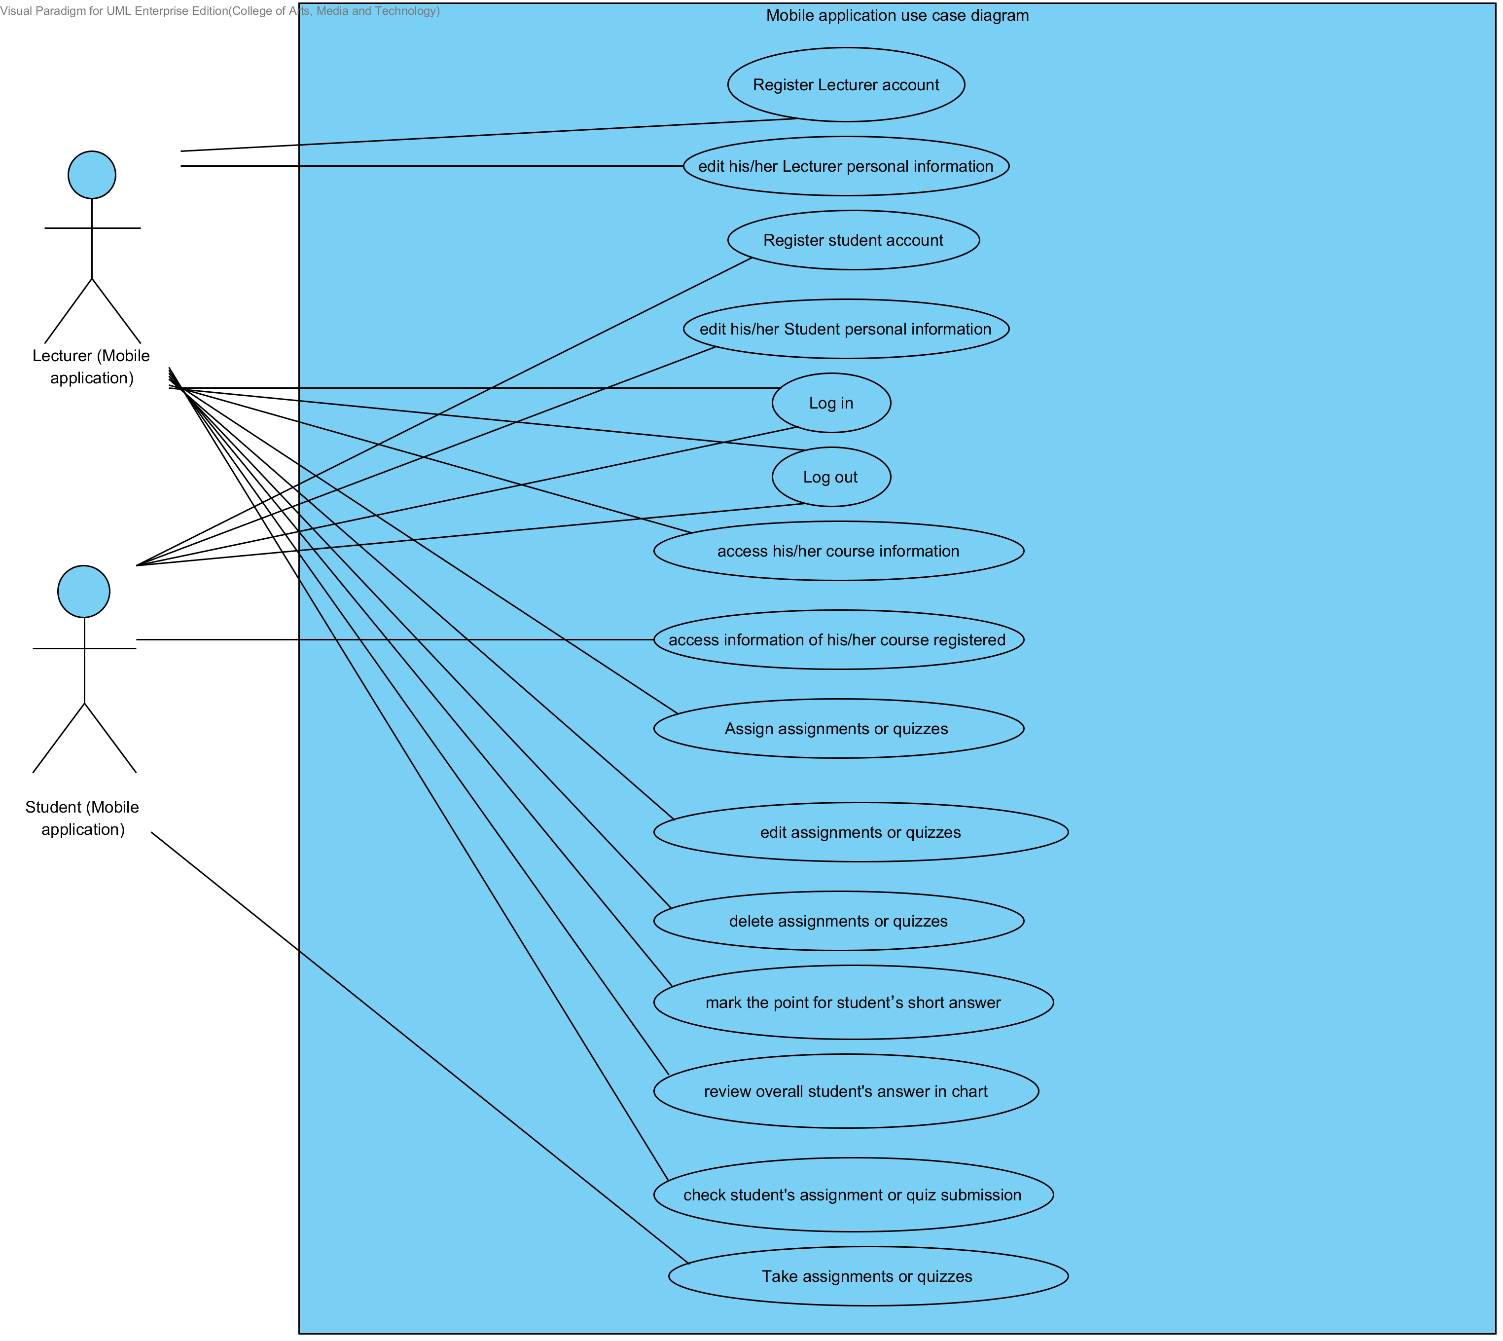 Visual Paradigm for UML Enterprise Edition(College of Arts, Media and Technology)
Mobile application use case diagram
Register Lecturer account
edit his/her Lecturer personal information
Register student account
edit his/her Student personal information
Lecturer (Mobile
application)
Log in
Log out
access his/her course information
access information of his/her course registered
Assign assignments or quizzes
Student (Mobile
application)
edit assignments or quizzes
delete assignments or quizzes
mark the point for student’s short answer
review overall student's answer in chart
check student's assignment or quiz submission
Take assignments or quizzes